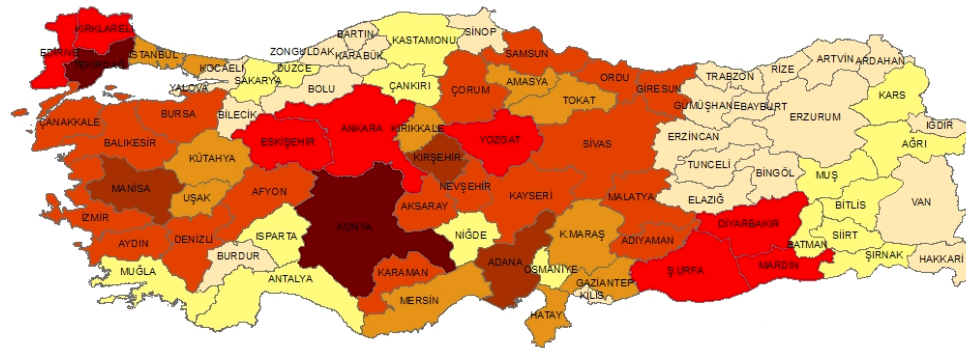 KIRKLARELİ
EDİRNE
TEKİRDAĞ
İSTANBUL
KOCAELİ
YALOVA
SAKARYA
DÜZCE
ZONGULDAK
BARTIN
KARABÜK
KASTAMONU
SİNOP
BOLU
ÇANKIRI
SAMSUN
ORDU
GİRESUN
TRABZON
RİZE
ARTVİN
ARDAHAN
KARS
IĞDIR
AĞRI
ERZURUM
BAYBURT
GÜMÜŞHANE
ERZİNCAN
TUNCELİ
BİNGÖL
ELAZIĞ
MUŞ
BİTLİS
VAN
HAKKARİ
ŞIRNAK
SİİRT
BATMAN
DİYARBAKIR
MARDİN
Ş.URFA
ADIYAMAN
MALATYA
SİVAS
TOKAT
AMASYA
ÇORUM
YOZGAT
KIRIKKALE
KIRŞEHİR
ANKARA
ESKİŞEHİR
BİLECİK
BURSA
ÇANAKKALE
BALIKESİR
KÜTAHYA
MANİSA
UŞAK
AFYON
İZMİR
AYDIN
DENİZLİ
MUĞLA
BURDUR
ISPARTA
ANTALYA
KONYA
AKSARAY
NEVŞEHİR
KAYSERİ
NİĞDE
KARAMAN
MERSİN
ADANA
OSMANİYE
K.MARAŞ
GAZİANTEP
KİLİS
HATAY